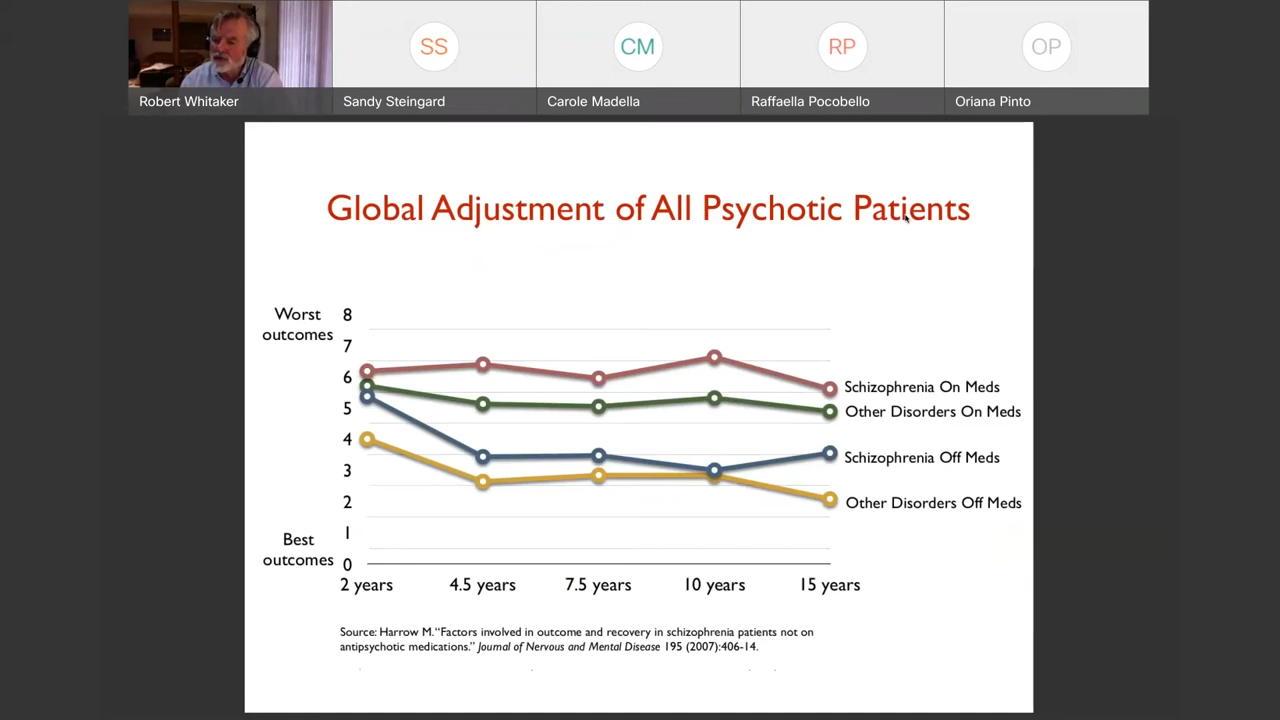 SS
CM
RP
OP
Robert Whitaker
Sandy Steingard
Carole Madella
Raffaella Pocobello
Oriana Pinto
Global Adjustment of All Psychotic Patients
Worst
outcomes
8
7
6
5
4
3
2
1
0
Best
outcomes
Schizophrenia On Meds
Other Disorders On Meds
Schizophrenia Off Meds
Other Disorders Off Meds
2 years
4.5 years
7.5 years
10 years
15 years
Source: Harrow M. “Factors involved in outcome and recovery in schizophrenia patients not on
antipsychotic medications.” Journal of Nervous and Mental Disease 195 (2007):406-14.